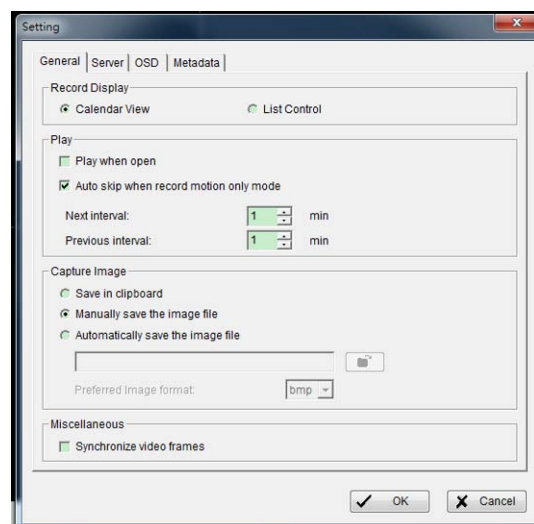 Setting
General Server OSD Metadata
Record Display
Calendar View List Control
Play
Play when open
Auto skip when record motion only mode
Next interval: 1 min
Previous interval: 1 min
Capture Image
Save in clipboard
Manually save the image file
Automatically save the image file
Preferred Image format: bmp
Miscellaneous
Synchronize video frames
OK Cancel